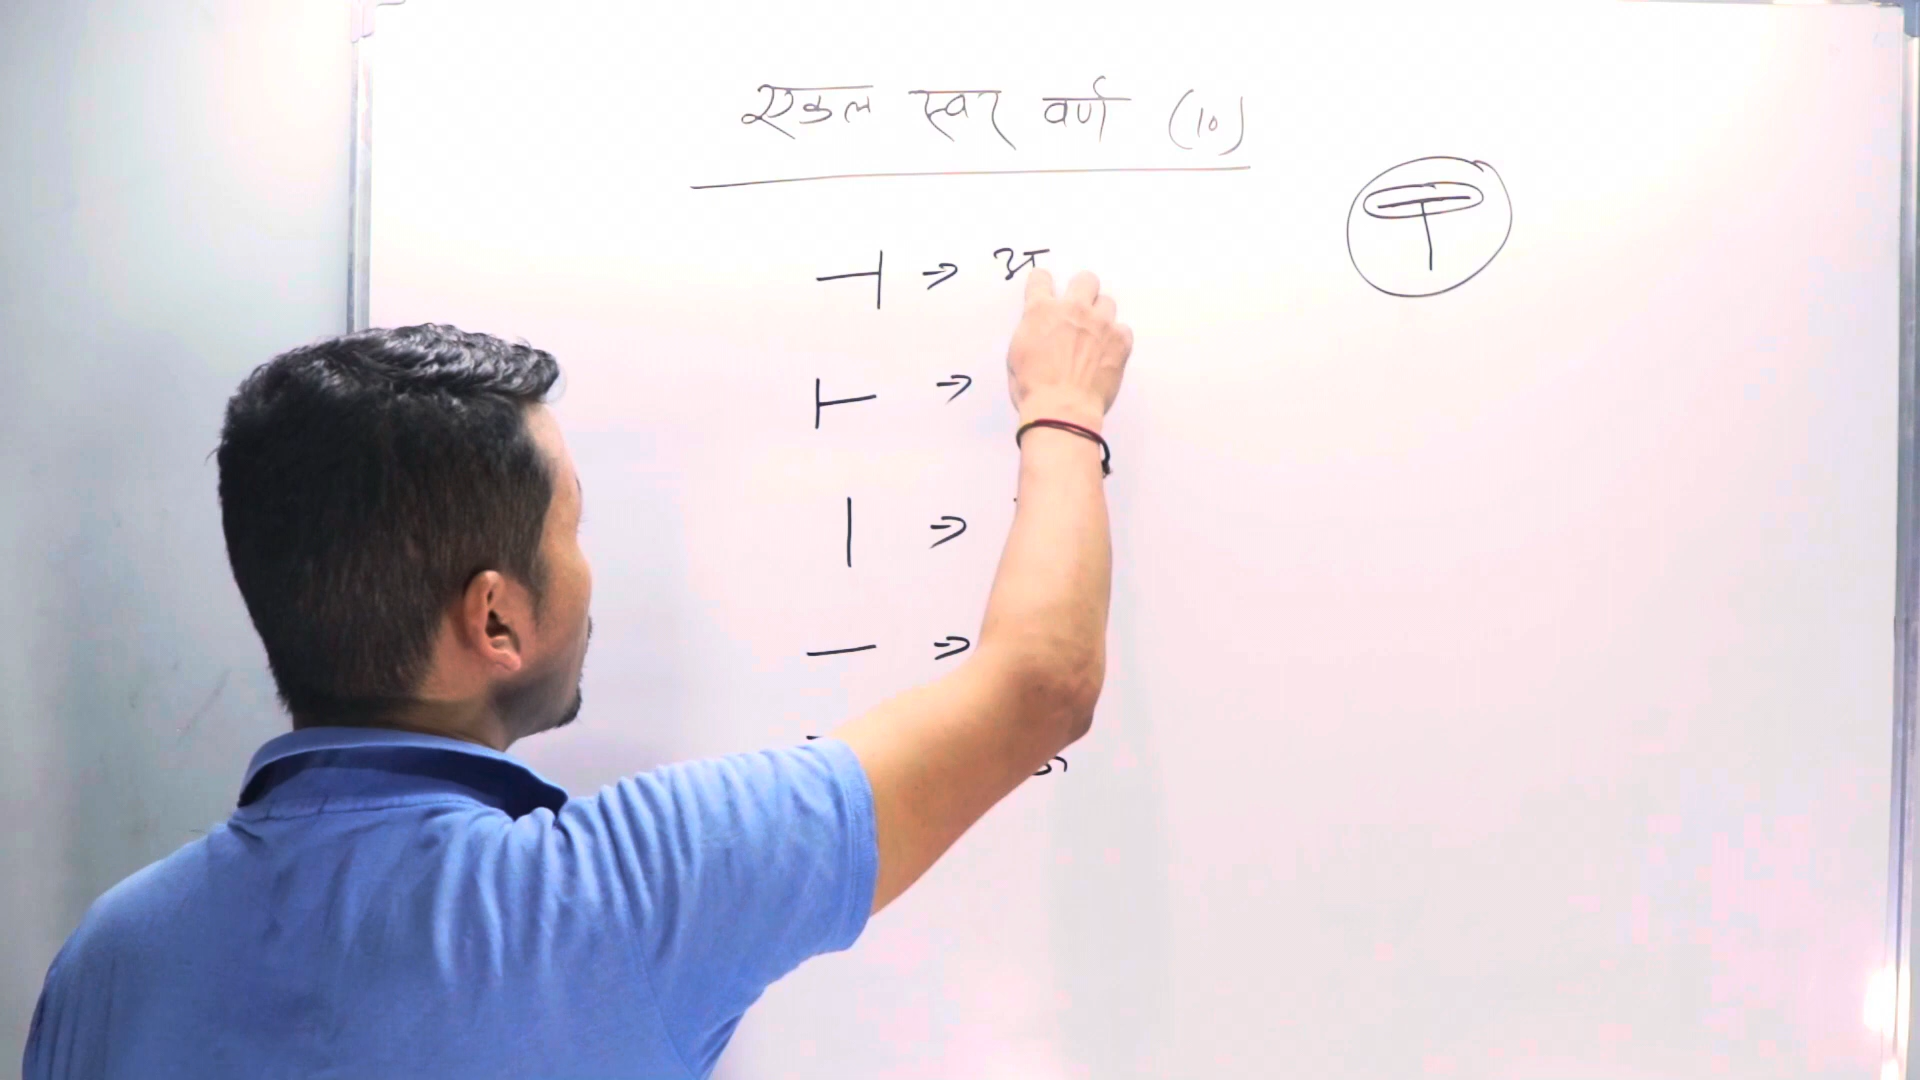 एकल स्वर वर्ण (10)
ㅜ
ㅓ → अ
ㅏ →
ㅣ →
ㅡ →